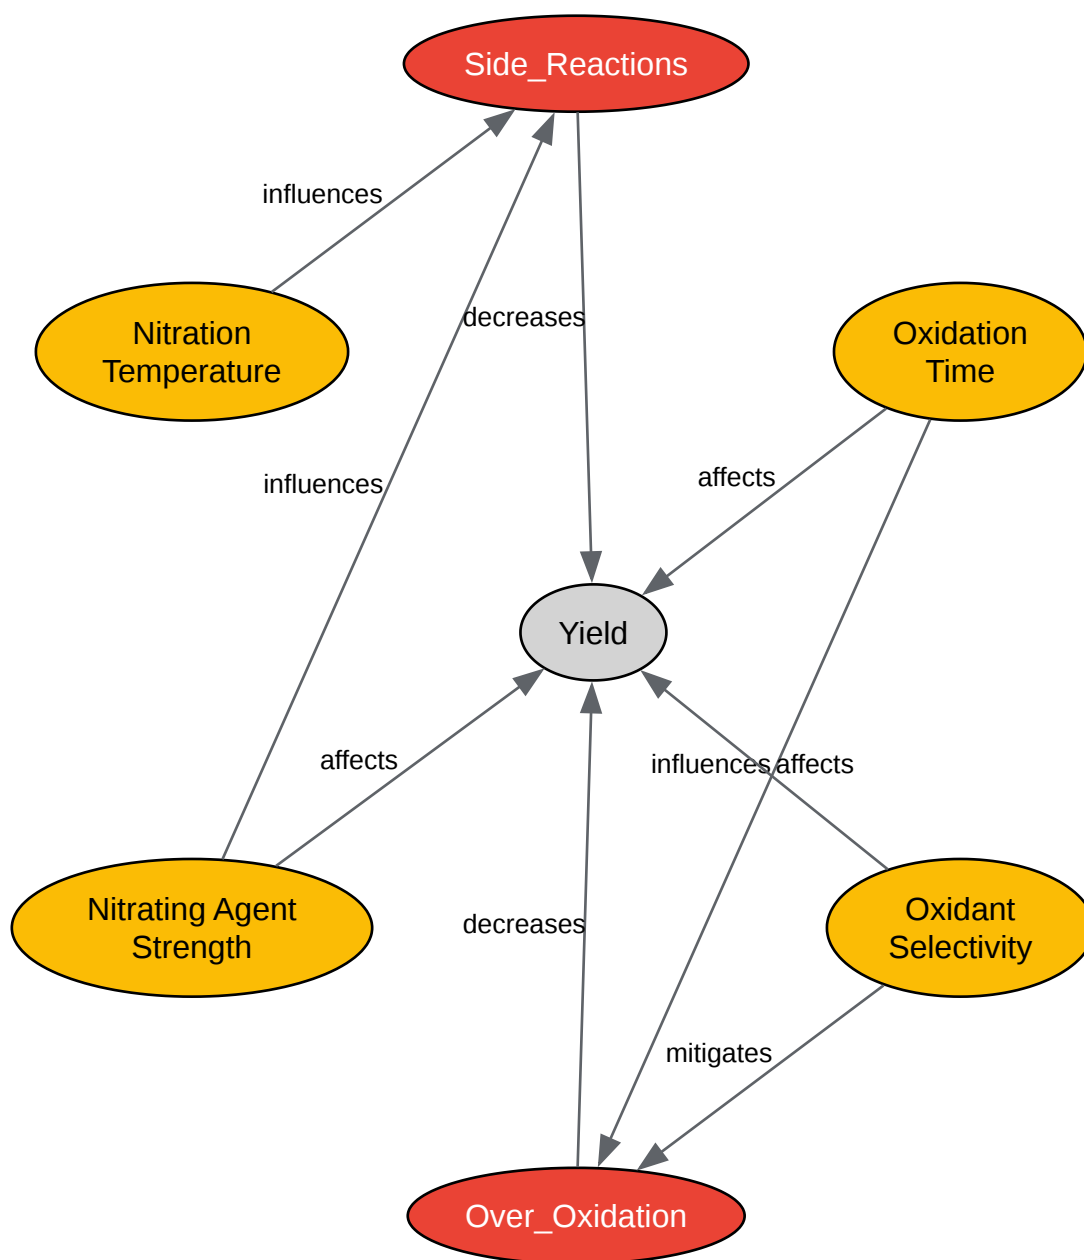 Side_Reactions
influences
Nitration
Temperature
decreases
Oxidation
Time
influences
affects
Yield
affects
influences
affects
Nitrating Agent
Strength
decreases
Oxidant
Selectivity
mitigates
Over_Oxidation